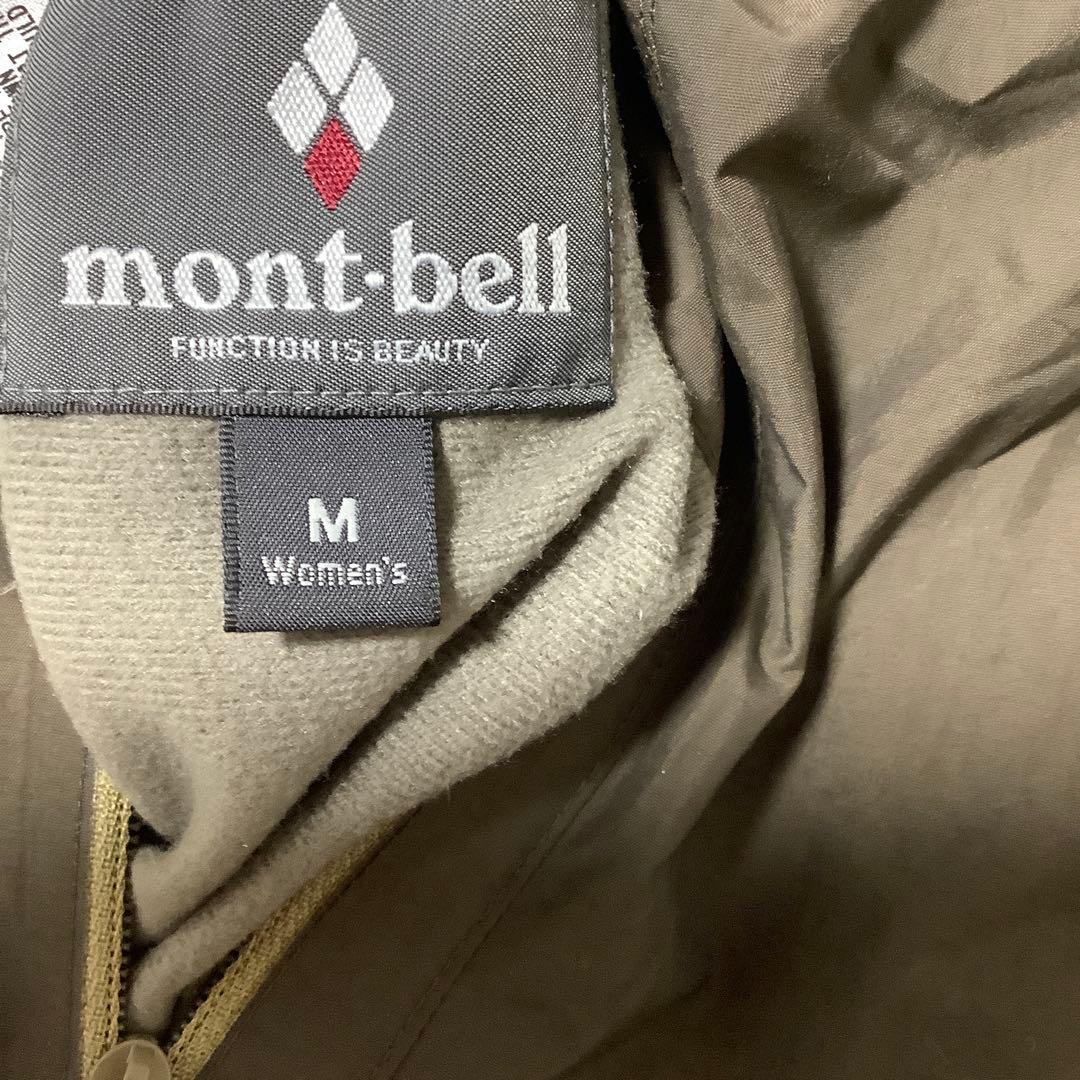 mont-bell
FUNCTION IS BEAUTY
M
Women's